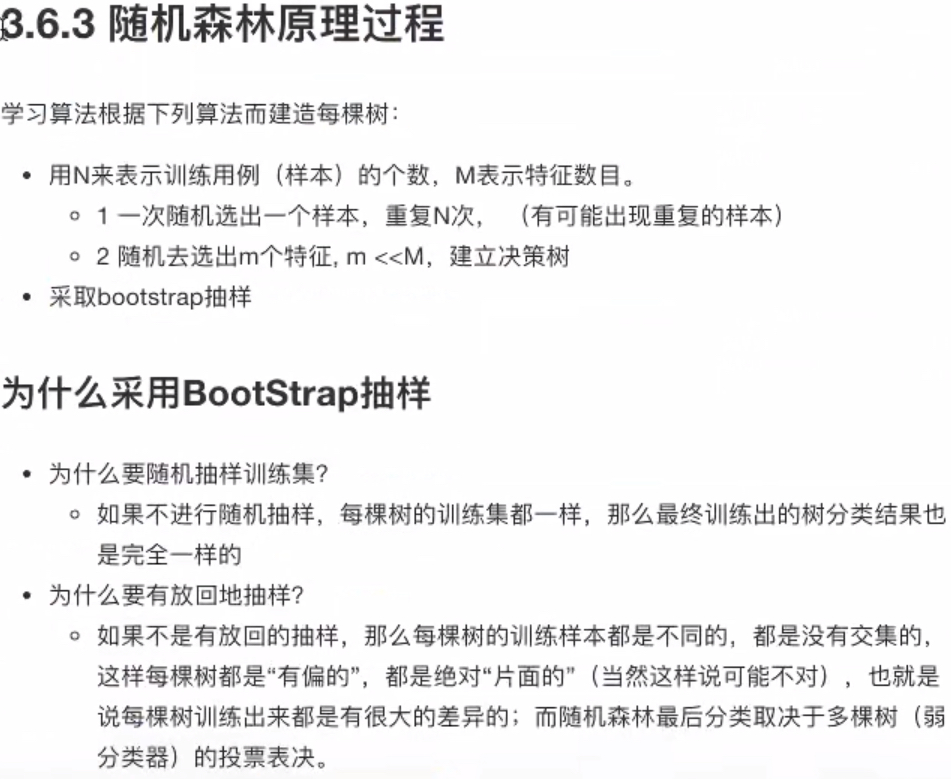 3.6.3 随机森林原理过程
学习算法根据下列算法而建造每棵树：
• 用N来表示训练用例（样本）的个数，M表示特征数目。
○ 1 一次随机选出一个样本，重复N次， （有可能出现重复的样本）
○ 2 随机去选出m个特征, m <<M，建立决策树
• 采取bootstrap抽样
为什么采用BootStrap抽样
• 为什么要随机抽样训练集？
○ 如果不进行随机抽样，每棵树的训练集都一样，那么最终训练出的树分类结果也
是完全一样的
• 为什么要有放回地抽样？
○ 如果不是有放回的抽样，那么每棵树的训练样本都是不同的，都是没有交集的，
这样每棵树都是“有偏的”，都是绝对“片面的”（当然这样说可能不对），也就是
说每棵树训练出来都是有很大的差异的；而随机森林最后分类取决于多棵树（弱
分类器）的投票表决。